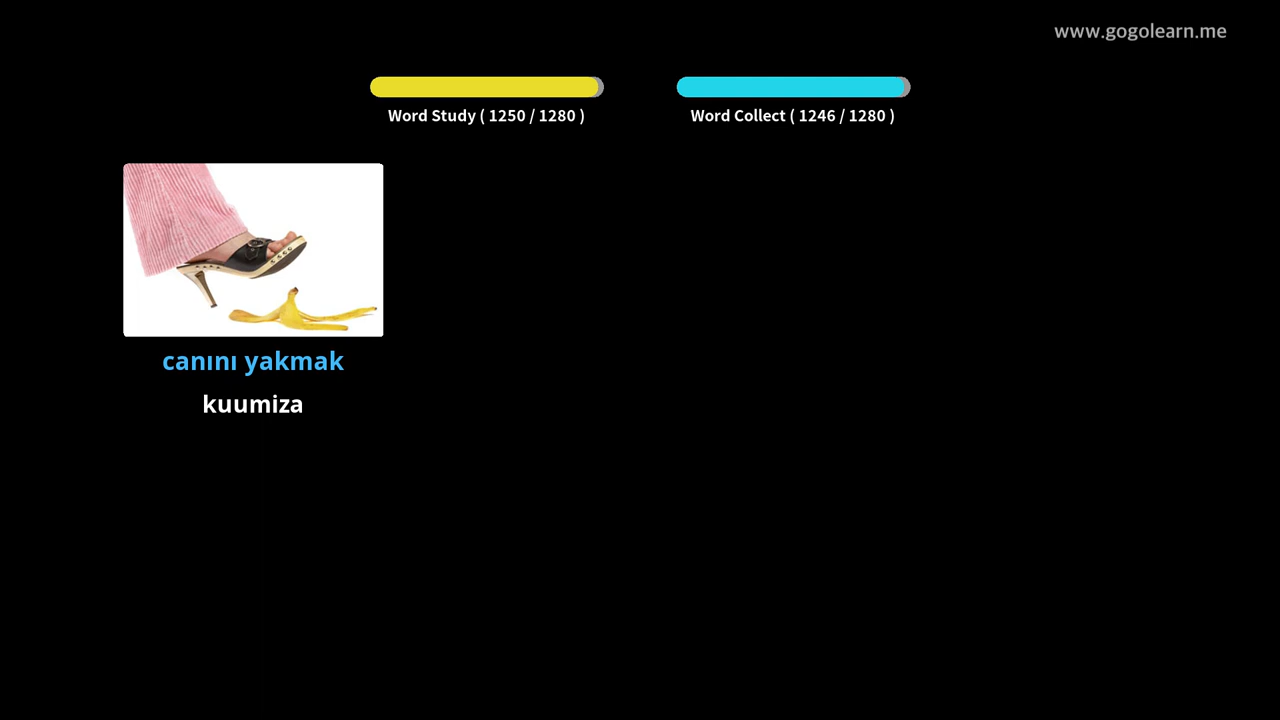 www.gogolearn.me
Word Study ( 1250 / 1280 )
Word Collect ( 1246 / 1280 )
canını yakmak
kuumiza